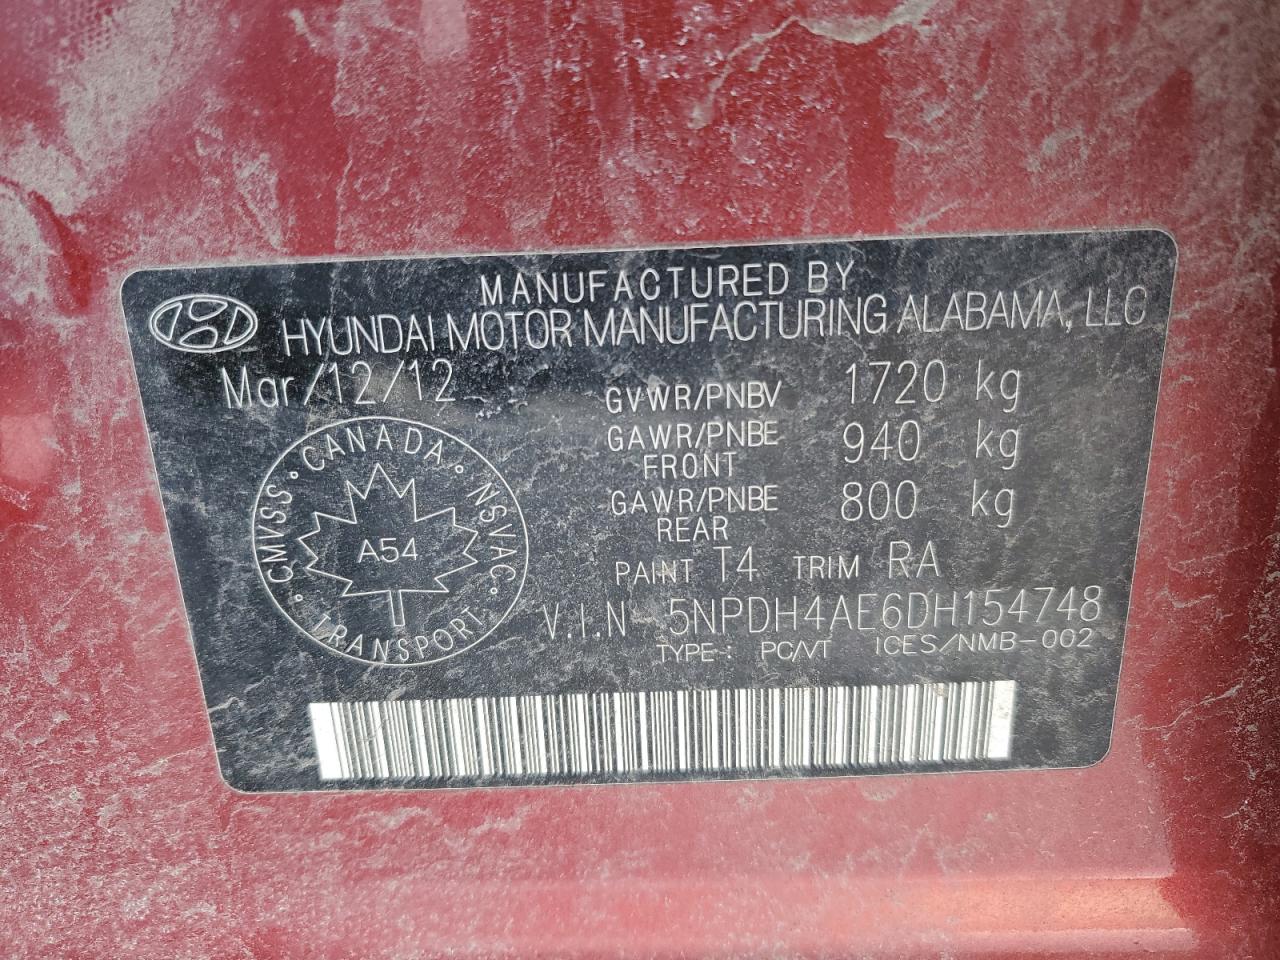 MANUFACTURED BY
HYUNDAI MOTOR MANUFACTURING ALABAMA, LLC
Mar/12/12
GVWR/PNBV 1720 kg
GAWR/PNBE 940 kg
FRONT
GAWR/PNBE 800 kg
REAR
PAINT T4 TRIM RA
V.I.N 5NPDH4AE6DH154748
TYPE : PC/VT ICES/NMB-002
CANADA
CMVSS
NSVAC
A54
TRANSPORT